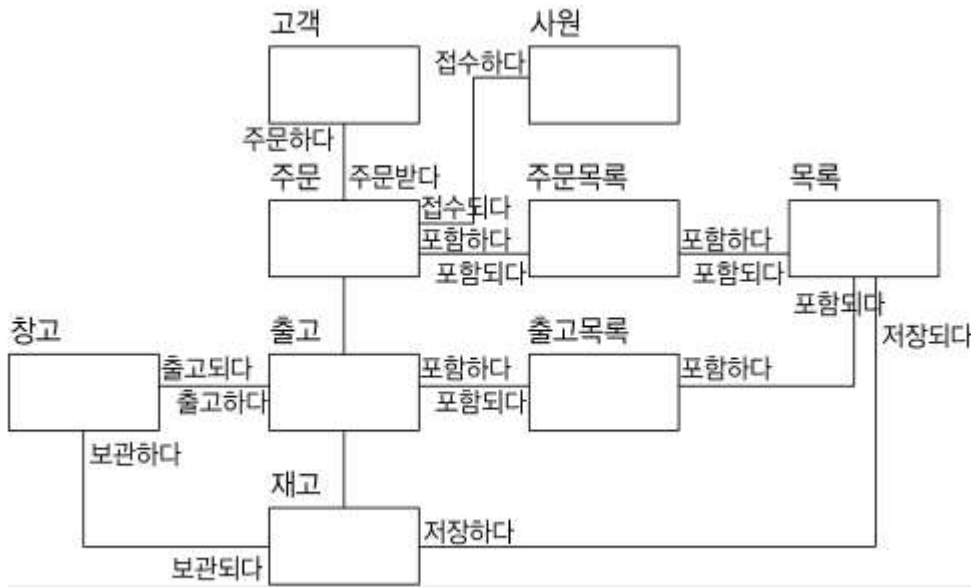 고객
사원
접수하다
주문하다
주문
주문받다
주문목록
목록
접수되다
포함하다
포함되다
포함하다
포함되다
포함되다
창고
출고
출고목록
저장되다
출고되다
출고하다
포함하다
포함되다
포함하다
보관하다
재고
저장하다
보관되다